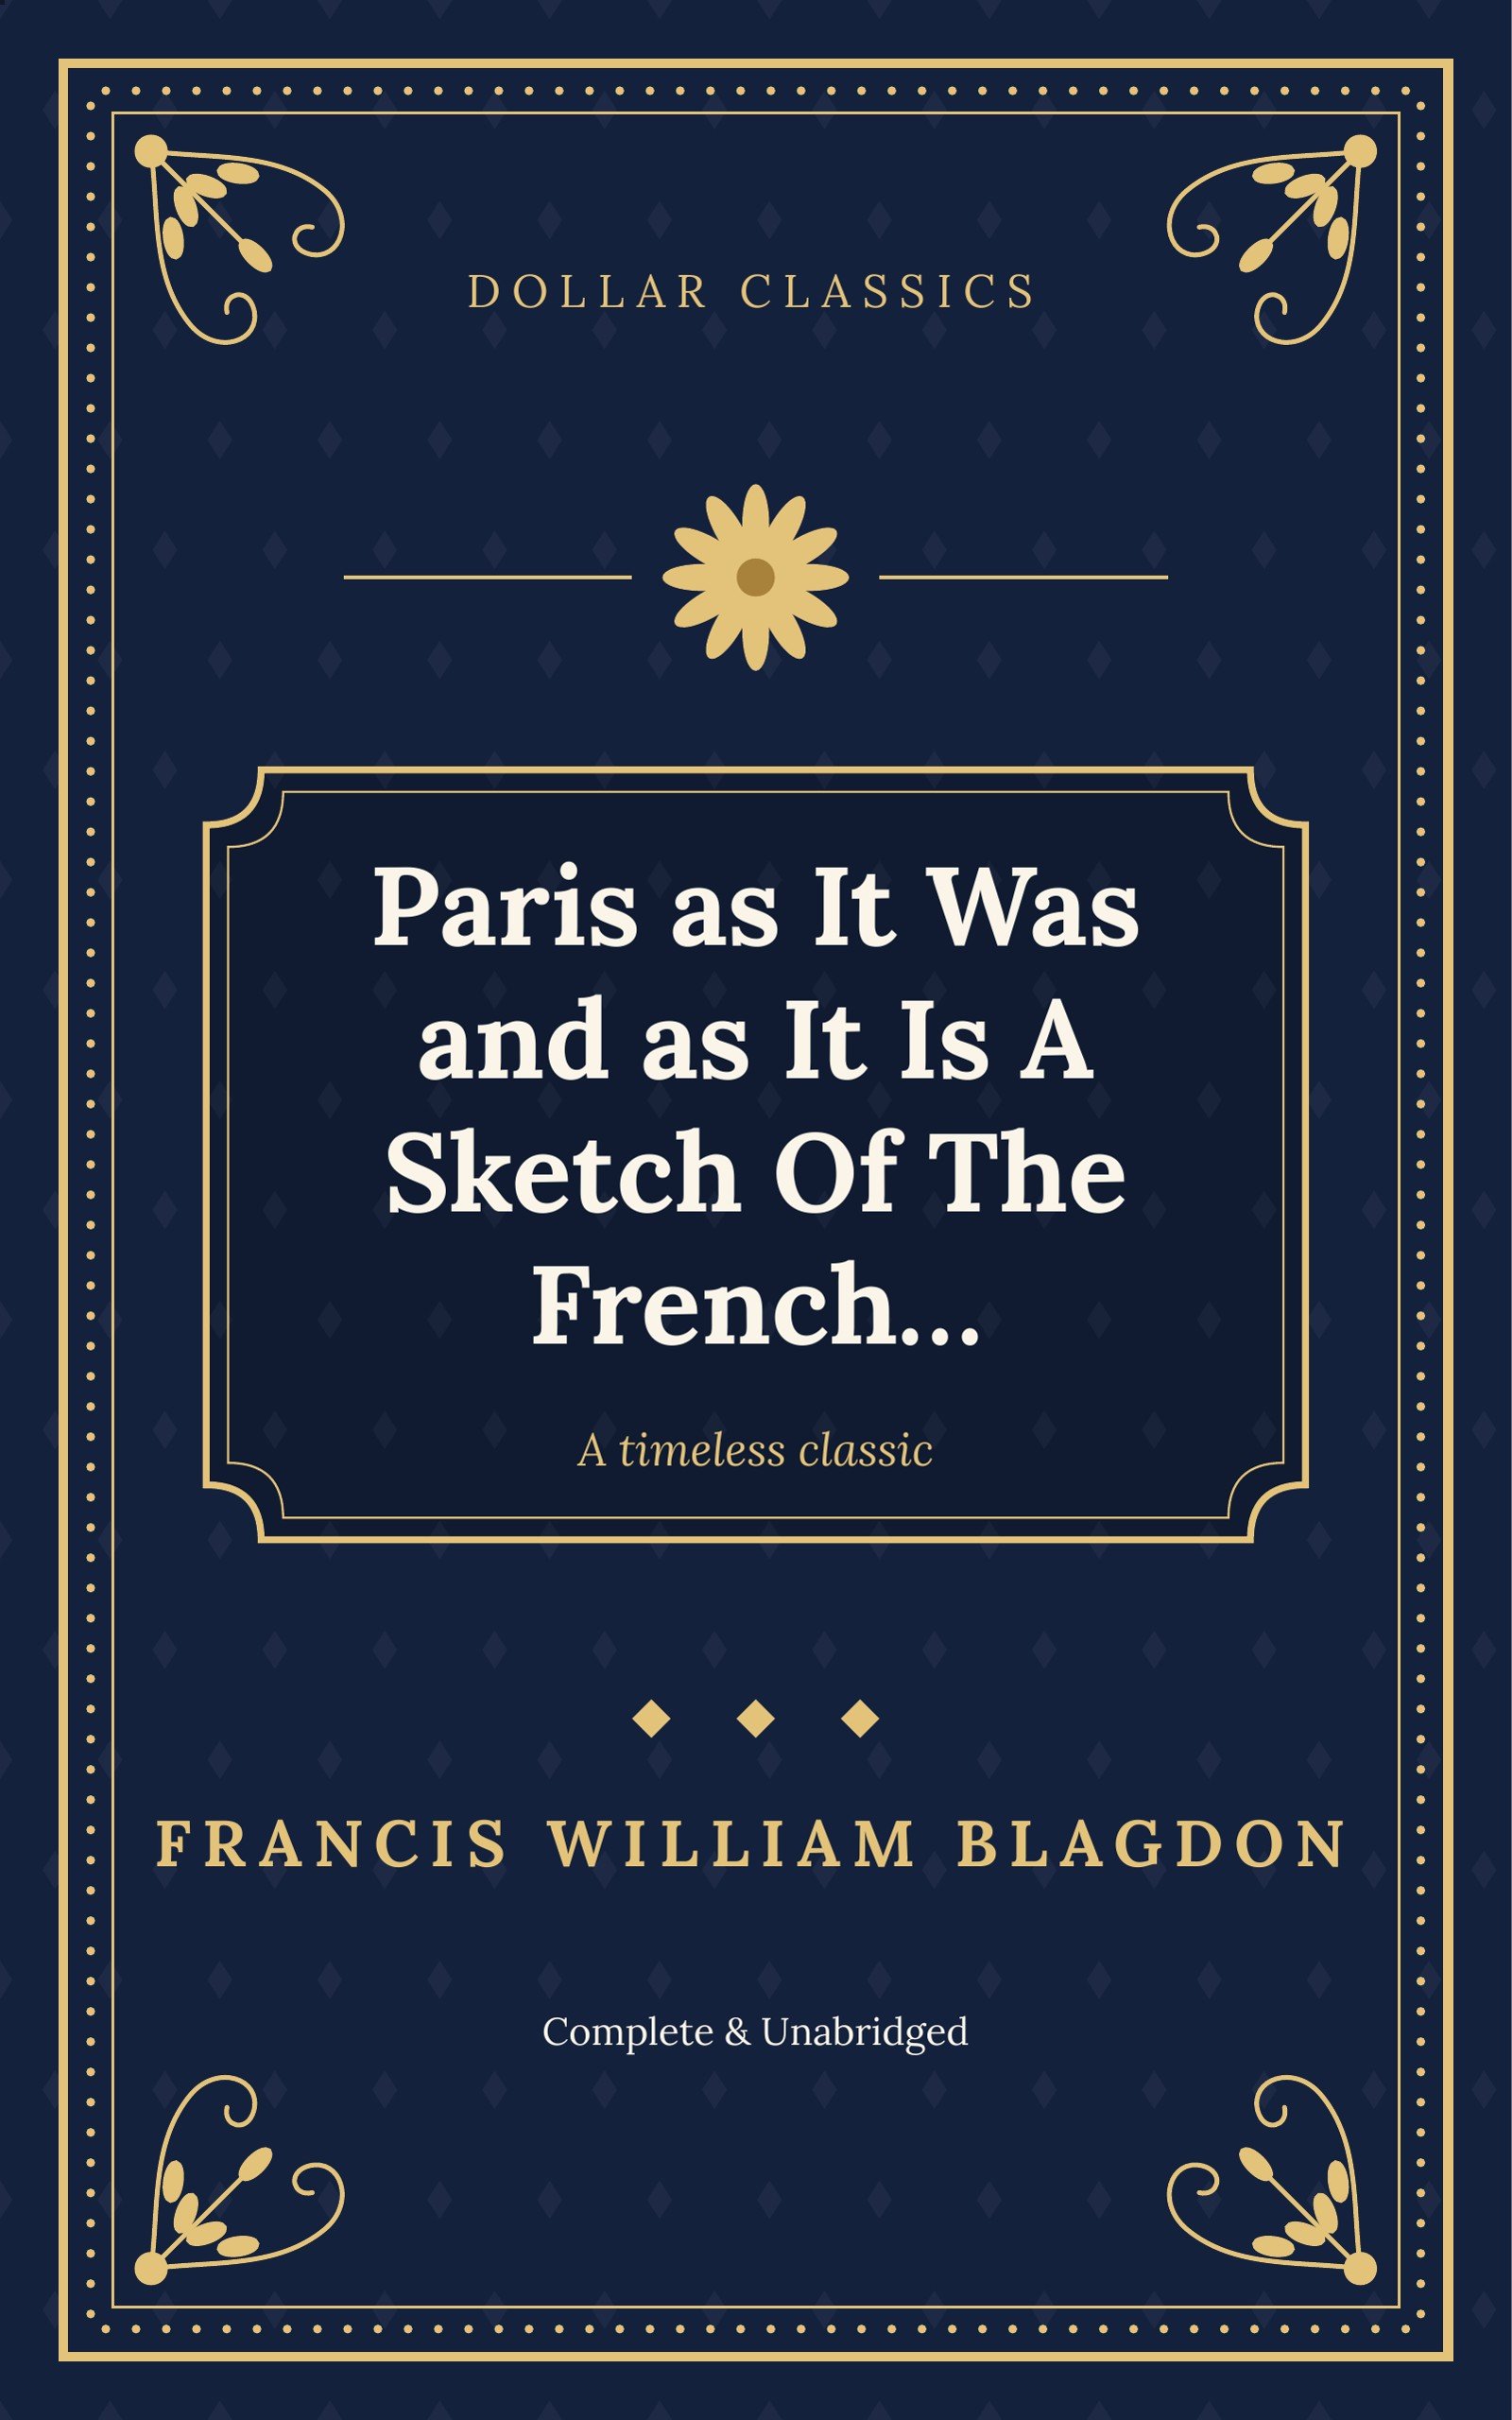 DOLLAR CLASSICS
Paris as It Was
and as It Is A
Sketch Of The
French...
A timeless classic
FRANCIS WILLIAM BLAGDON
Complete & Unabridged